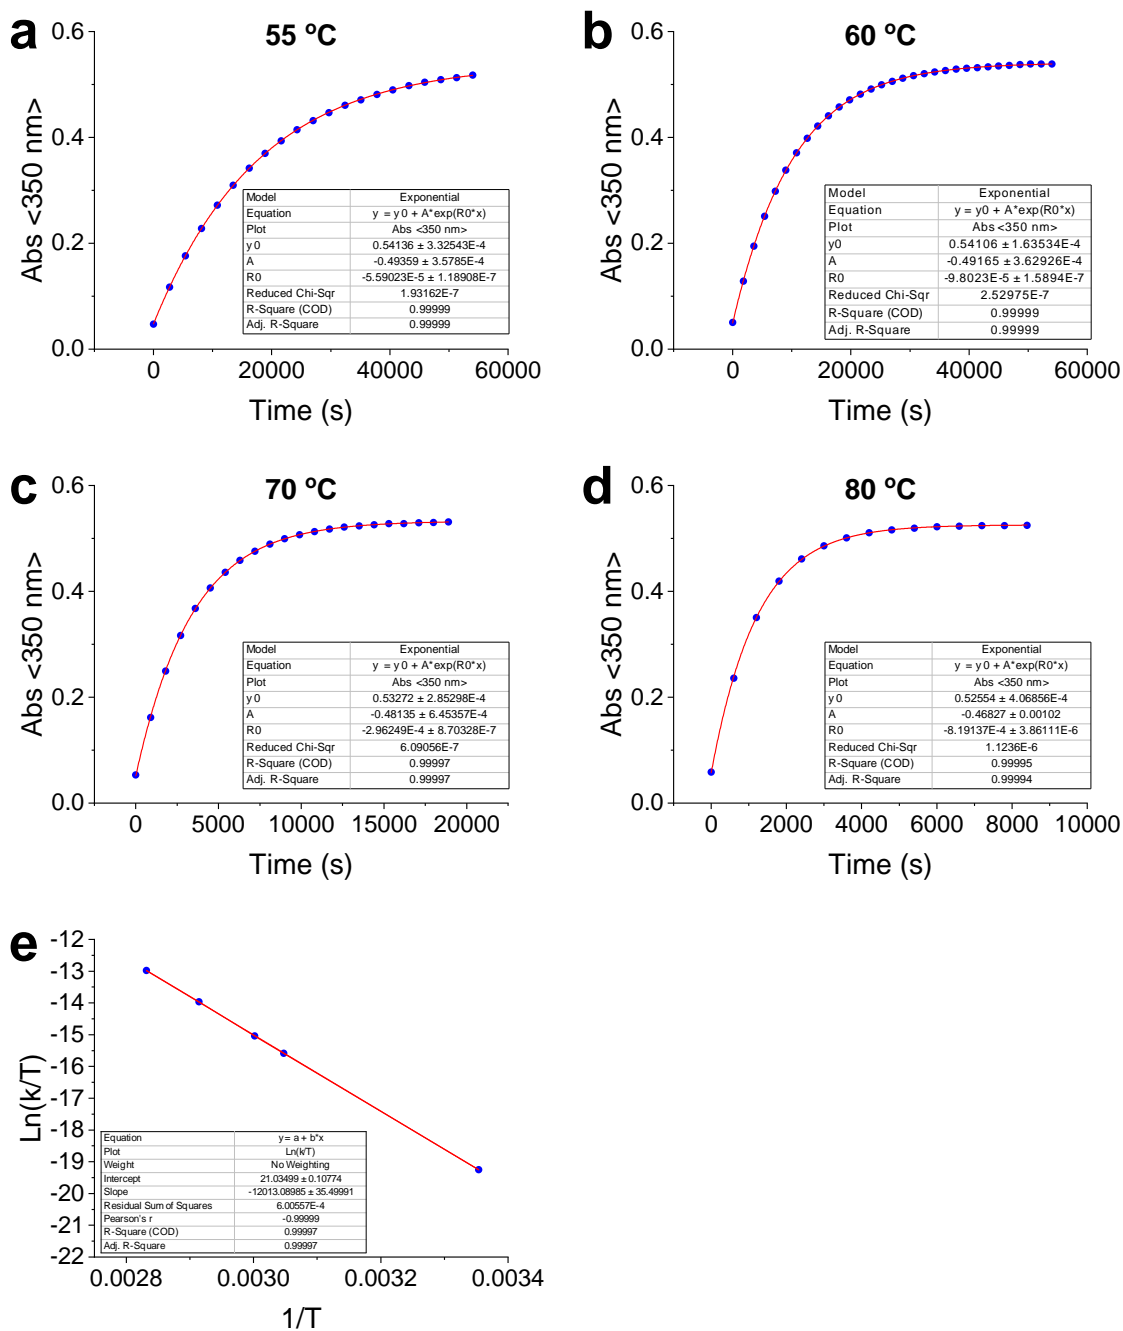 a
55 °C
Abs <350 nm>
0.6
0.4
0.2
0.0
Model Exponential
Equation y = y0 + A*exp(R0*x)
Plot Abs <350 nm>
y0 0.54136 ± 3.32543E-4
A -0.49359 ± 3.5785E-4
R0 -5.59023E-5 ± 1.18908E-7
Reduced Chi-Sqr 1.93162E-7
R-Square (COD) 0.99999
Adj. R-Square 0.99999
0 20000 40000 60000
Time (s)
b
60 °C
Abs <350 nm>
0.6
0.4
0.2
0.0
Model Exponential
Equation y = y0 + A*exp(R0*x)
Plot Abs <350 nm>
y0 0.54106 ± 1.63534E-4
A -0.49165 ± 3.62926E-4
R0 -9.8023E-5 ± 1.5894E-7
Reduced Chi-Sqr 2.52975E-7
R-Square (COD) 0.99999
Adj. R-Square 0.99999
0 20000 40000 60000
Time (s)
c
70 °C
Abs <350 nm>
0.6
0.4
0.2
0.0
Model Exponential
Equation y = y0 + A*exp(R0*x)
Plot Abs <350 nm>
y0 0.53272 ± 2.85298E-4
A -0.48135 ± 6.45357E-4
R0 -2.96249E-4 ± 8.70328E-7
Reduced Chi-Sqr 6.09056E-7
R-Square (COD) 0.99997
Adj. R-Square 0.99997
0 5000 10000 15000 20000
Time (s)
d
80 °C
Abs <350 nm>
0.6
0.4
0.2
0.0
Model Exponential
Equation y = y0 + A*exp(R0*x)
Plot Abs <350 nm>
y0 0.52554 ± 4.06856E-4
A -0.46827 ± 0.00102
R0 -8.19137E-4 ± 3.86111E-6
Reduced Chi-Sqr 1.1236E-6
R-Square (COD) 0.99995
Adj. R-Square 0.99994
0 2000 4000 6000 8000 10000
Time (s)
e
Ln(k/T)
-12
-13
-14
-15
-16
-17
-18
-19
-20
-21
-22
Equation y = a + b*x
Plot Ln(k/T)
Weight No Weighting
Intercept 21.03499 ± 0.10774
Slope -12013.08985 ± 35.49991
Residual Sum of Squares 6.00557E-4
Pearson's r -0.99999
R-Square (COD) 0.99997
Adj. R-Square 0.99997
0.0028 0.0030 0.0032 0.0034
1/T